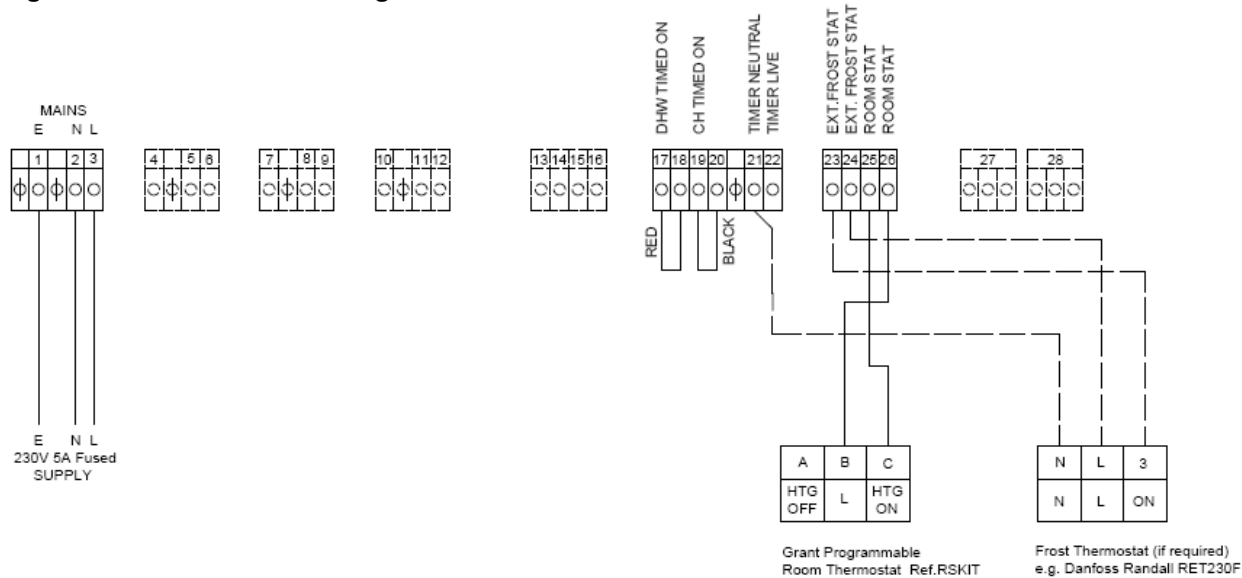 DHW TIMED ON
CH TIMED ON
TIMER NEUTRAL
TIMER LIVE
EXT.FROST STAT
EXT. FROST STAT
ROOM STAT
ROOM STAT
MAINS
E N L
1 2 3
4 5 6
7 8 9
10 11 12
13 14 15 16
17 18 19 20 21 22
23 24 25 26
27
28
RED
BLACK
E N L
230V 5A Fused
SUPPLY
A B C
HTG OFF L HTG ON
N L 3
N L ON
Grant Programmable
Room Thermostat Ref.RSKIT
Frost Thermostat (if required)
e.g. Danfoss Randall RET230F